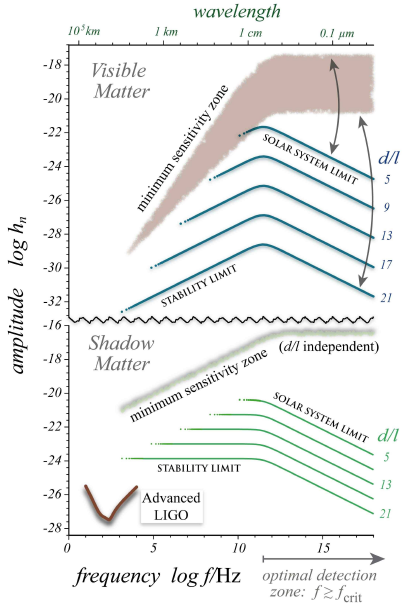 wavelength
10⁵km 1 km 1 cm 0.1 μm
Visible
Matter
minimum sensitivity zone
SOLAR SYSTEM LIMIT
STABILITY LIMIT
d/l
5
9
13
17
21
-18
-20
-22
-24
-26
-28
-30
-32
amplitude log hₙ
-16
-18
-20
-22
-24
-26
-28
Shadow
Matter
(d/l independent)
minimum sensitivity zone
SOLAR SYSTEM LIMIT
STABILITY LIMIT
d/l
5
13
21
Advanced
LIGO
0 5 10 15
frequency log f/Hz
optimal detection
zone: f ≳ f_crit